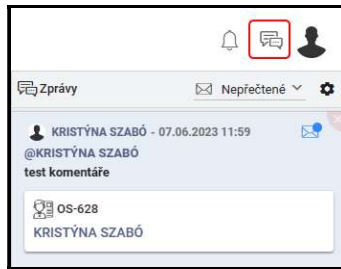 Zprávy Nepřečtené
KRISTÝNA SZABÓ - 07.06.2023 11:59
@KRISTÝNA SZABÓ
test komentáře
OS-628
KRISTÝNA SZABÓ